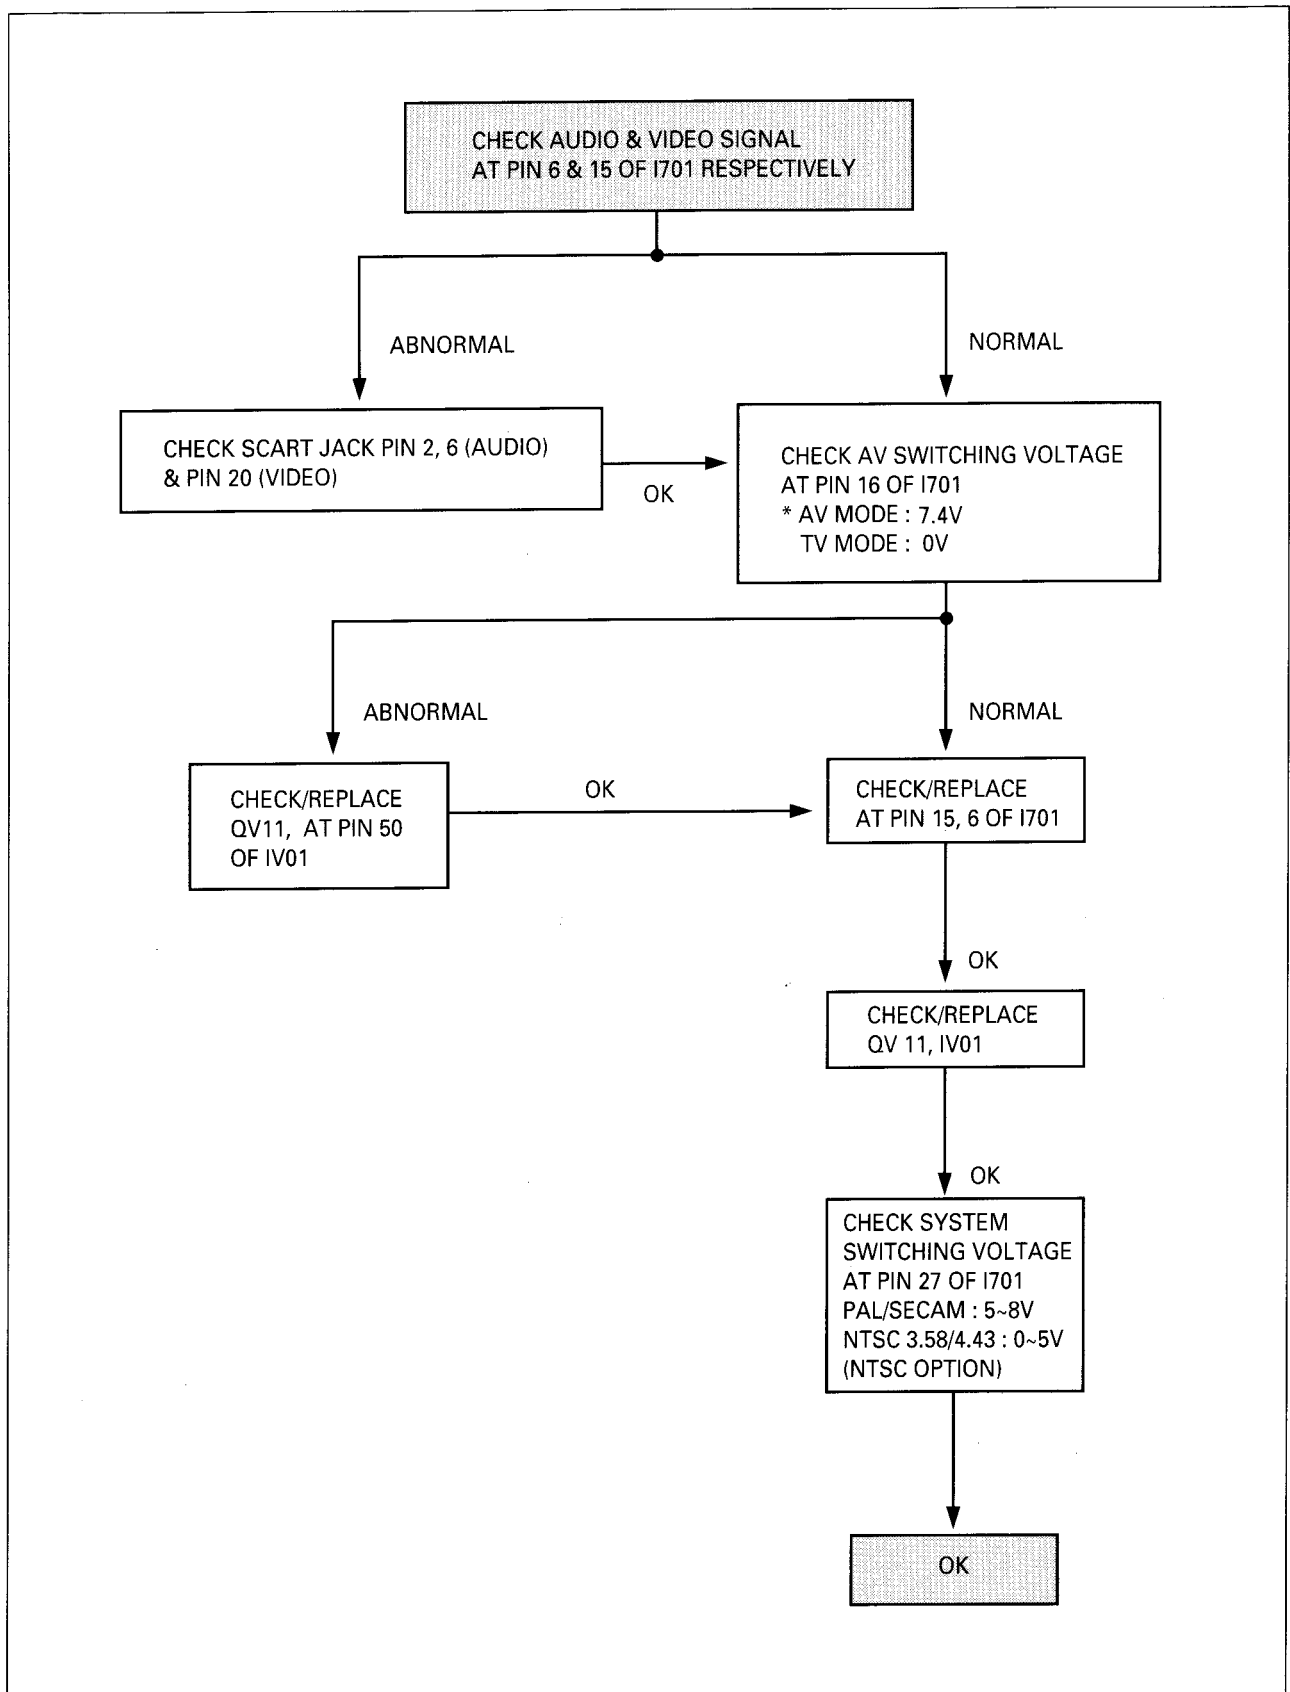 CHECK AUDIO & VIDEO SIGNAL
AT PIN 6 & 15 OF I701 RESPECTIVELY
ABNORMAL
NORMAL
CHECK SCART JACK PIN 2, 6 (AUDIO)
& PIN 20 (VIDEO)
OK
CHECK AV SWITCHING VOLTAGE
AT PIN 16 OF I701
* AV MODE : 7.4V
TV MODE : 0V
ABNORMAL
NORMAL
CHECK/REPLACE
QV11, AT PIN 50
OF IV01
OK
CHECK/REPLACE
AT PIN 15, 6 OF I701
OK
CHECK/REPLACE
QV 11, IV01
OK
CHECK SYSTEM
SWITCHING VOLTAGE
AT PIN 27 OF I701
PAL/SECAM : 5~8V
NTSC 3.58/4.43 : 0~5V
(NTSC OPTION)
OK